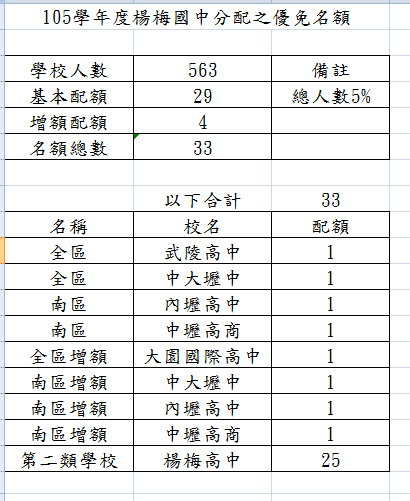 105學年度楊梅國中分配之優免名額
學校人數 563 備註
基本配額 29 總人數5%
增額配額 4
名額總數 33
以下合計 33
名稱 校名 配額
全區 武陵高中 1
全區 中大壢中 1
南區 內壢高中 1
南區 中壢高商 1
全區增額 大園國際高中 1
南區增額 中大壢中 1
南區增額 內壢高中 1
南區增額 中壢高商 1
第二類學校 楊梅高中 25